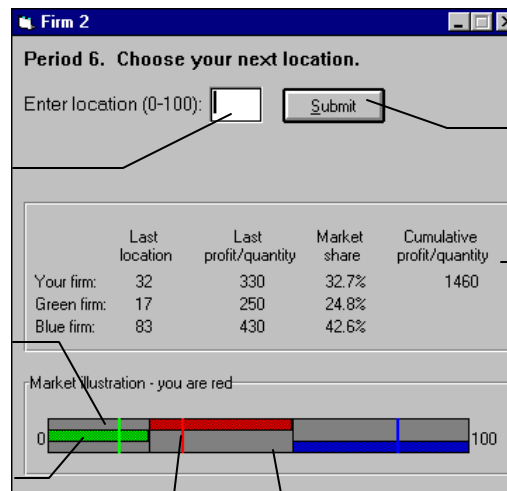 Firm 2
Period 6. Choose your next location.
Enter location (0-100): Submit
Last Last Market Cumulative
location profit/quantity share profit/quantity
Your firm: 32 330 32.7% 1460
Green firm: 17 250 24.8%
Blue firm: 83 430 42.6%
Market illustration - you are red
0 100